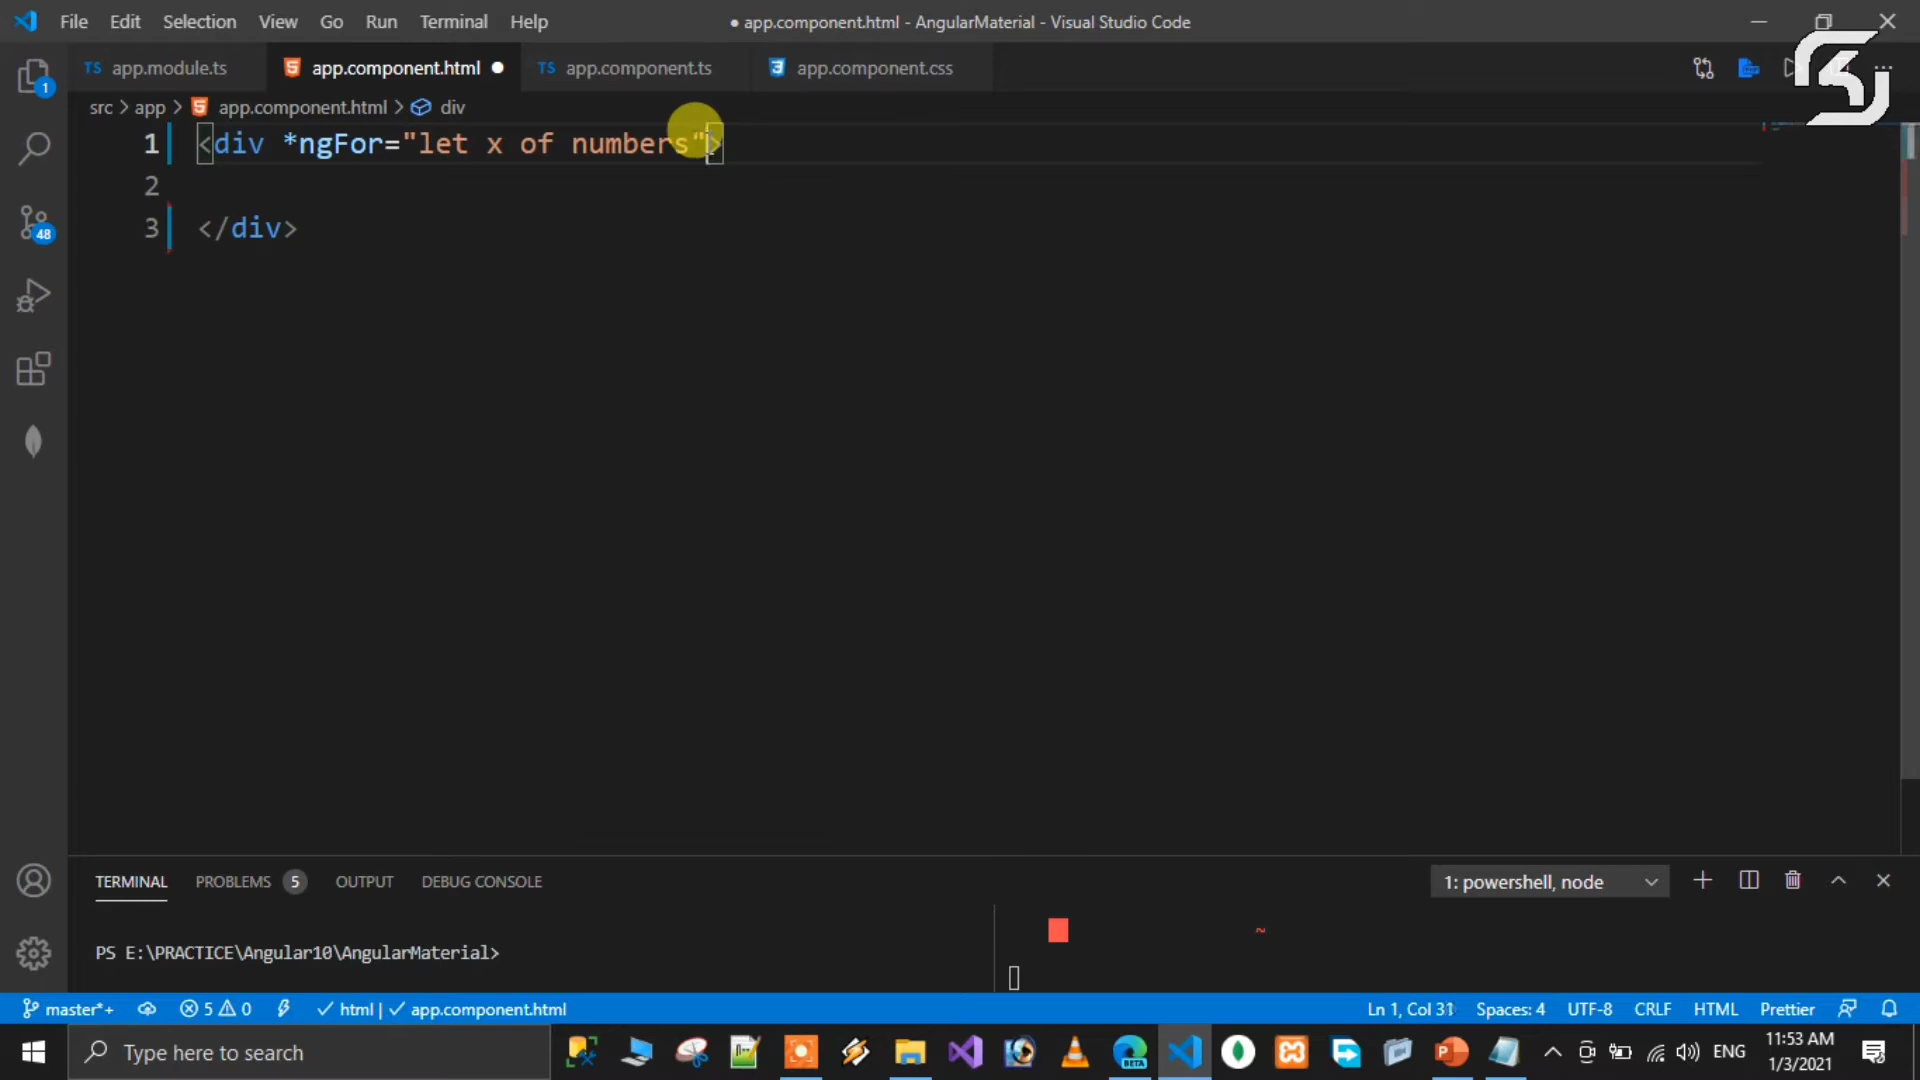 File Edit Selection View Go Run Terminal Help
● app.component.html - AngularMaterial - Visual Studio Code
TS app.module.ts
app.component.html ●
TS app.component.ts
app.component.css
src > app > app.component.html > div
1 <div *ngFor="let x of numbers">
2
3 </div>
1
48
TERMINAL PROBLEMS 5 OUTPUT DEBUG CONSOLE
1: powershell, node
PS E:\PRACTICE\Angular10\AngularMaterial>
~
master*+ 5 0 html | app.component.html
Ln 1, Col 31 Spaces: 4 UTF-8 CRLF HTML Prettier
Type here to search
BETA
ENG
11:53 AM
1/3/2021